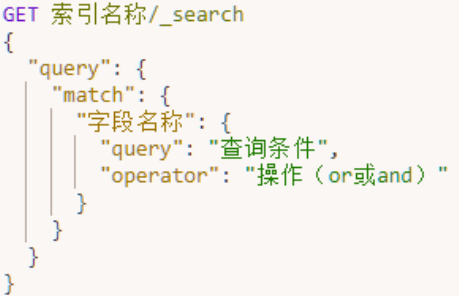 GET 索引名称/_search
{
  "query": {
    "match": {
      "字段名称": {
        "query": "查询条件",
        "operator": "操作（or或and）"
      }
    }
  }
}